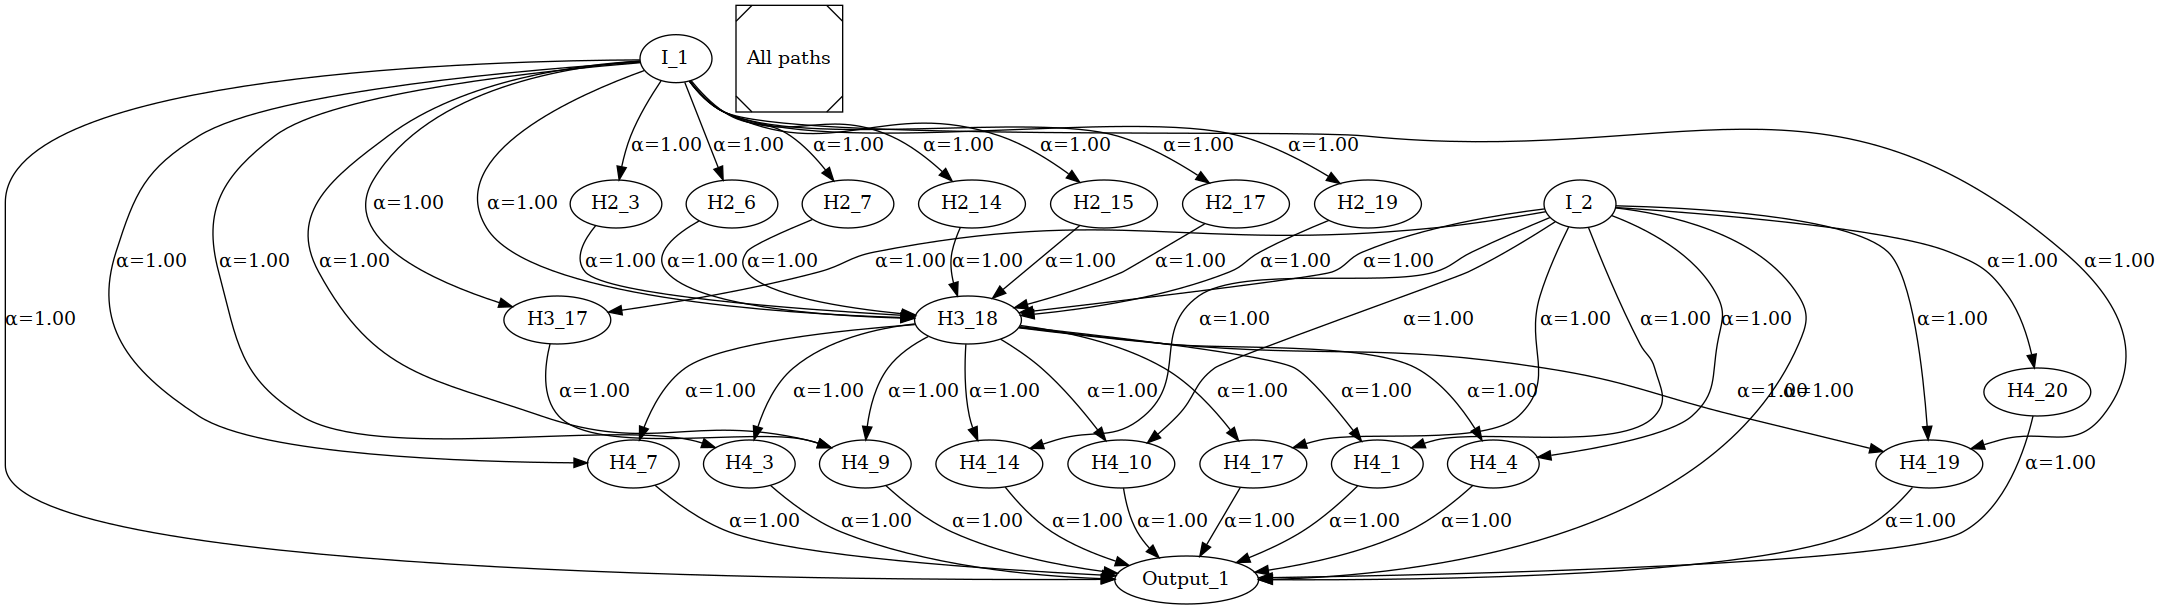 I_1
All paths
α=1.00 α=1.00 α=1.00 α=1.00 α=1.00 α=1.00 α=1.00
α=1.00 α=1.00 H2_3 H2_6 H2_7 H2_14 H2_15 H2_17 H2_19 I_2
α=1.00 α=1.00 α=1.00 α=1.00 α=1.00 α=1.00 α=1.00 α=1.00 α=1.00 α=1.00 α=1.00 α=1.00 α=1.00 α=1.00
α=1.00 H3_17 H3_18 α=1.00 α=1.00 α=1.00 α=1.00 α=1.00 α=1.00
α=1.00 α=1.00 α=1.00 α=1.00 α=1.00 α=1.00 α=1.00 α=1.00 α=1.00 α=1.00 α=1.00 H4_20
H4_7 H4_3 H4_9 H4_14 H4_10 H4_17 H4_1 H4_4 H4_19 α=1.00
α=1.00 α=1.00 α=1.00 α=1.00 α=1.00 α=1.00 α=1.00 α=1.00 α=1.00
Output_1